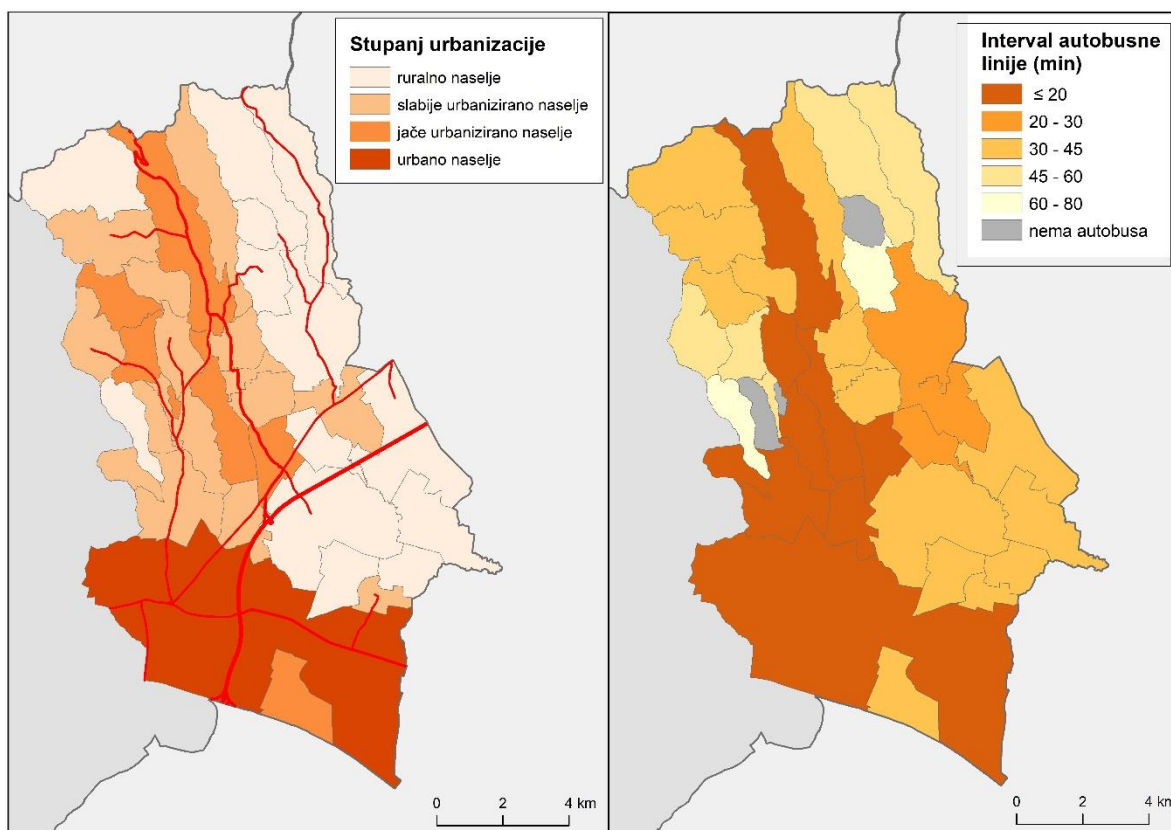 Stupanj urbanizacije
ruralno naselje
slabije urbanizirano naselje
jače urbanizirano naselje
urbano naselje
0 2 4 km
Interval autobusne
linije (min)
≤ 20
20 - 30
30 - 45
45 - 60
60 - 80
nema autobusa
0 2 4 km